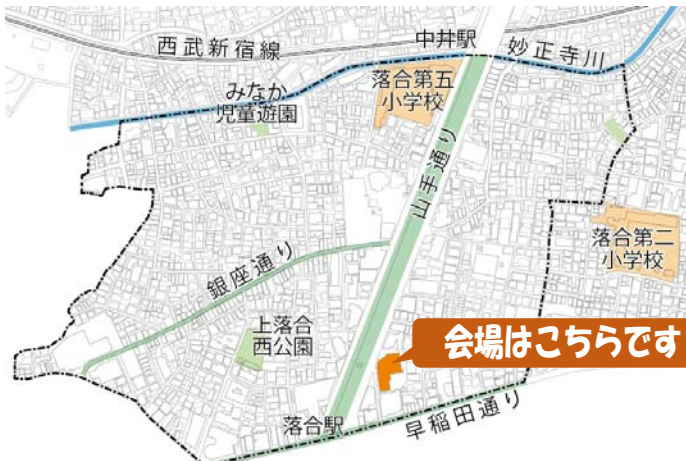 西武新宿線
中井駅
妙正寺川
みなか
児童遊園
落合第五
小学校
山手通り
落合第二
小学校
銀座通り
上落合
西公園
会場はこちらです
落合駅
早稲田通り